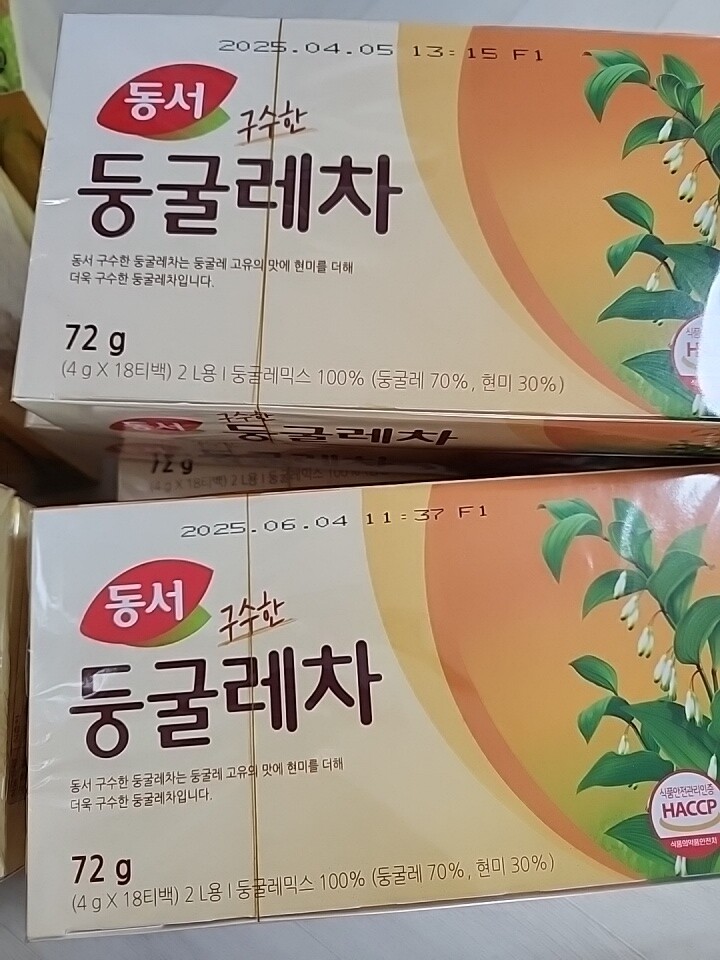 2025.04.05 13:15 F1
동서
구수한
둥굴레차
동서 구수한 둥굴레차는 둥굴레 고유의 맛에 현미를 더해
더욱 구수한 둥굴레차입니다.
72 g
(4 g X 18티백) 2 L용 I 둥굴레믹스 100% (둥굴레 70%, 현미 30%)
구수한
둥굴레차
72 g
2025.06.04 11:37 F1
동서
구수한
둥굴레차
동서 구수한 둥굴레차는 둥굴레 고유의 맛에 현미를 더해
더욱 구수한 둥굴레차입니다.
식품안전관리인증
HACCP
식품의약품안전처
72 g
(4 g X 18티백) 2 L용 I 둥굴레믹스 100% (둥굴레 70%, 현미 30%)